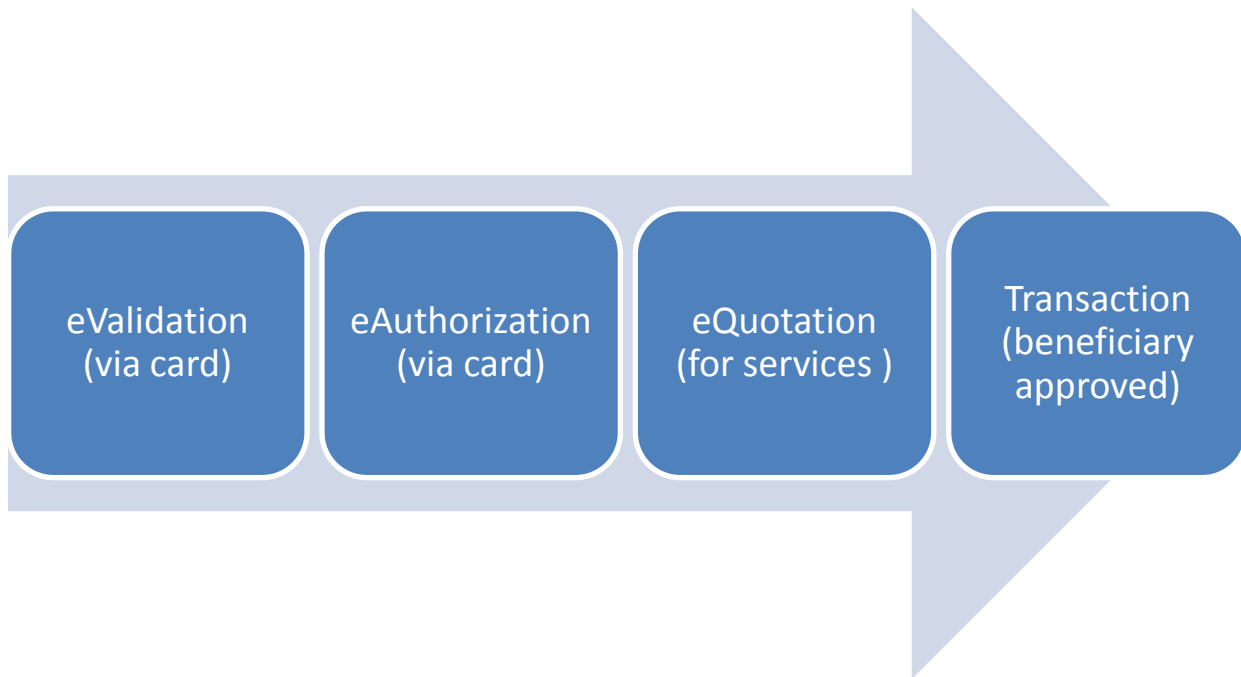 eValidation
(via card)
eAuthorization
(via card)
eQuotation
(for services )
Transaction
(beneficiary
approved)